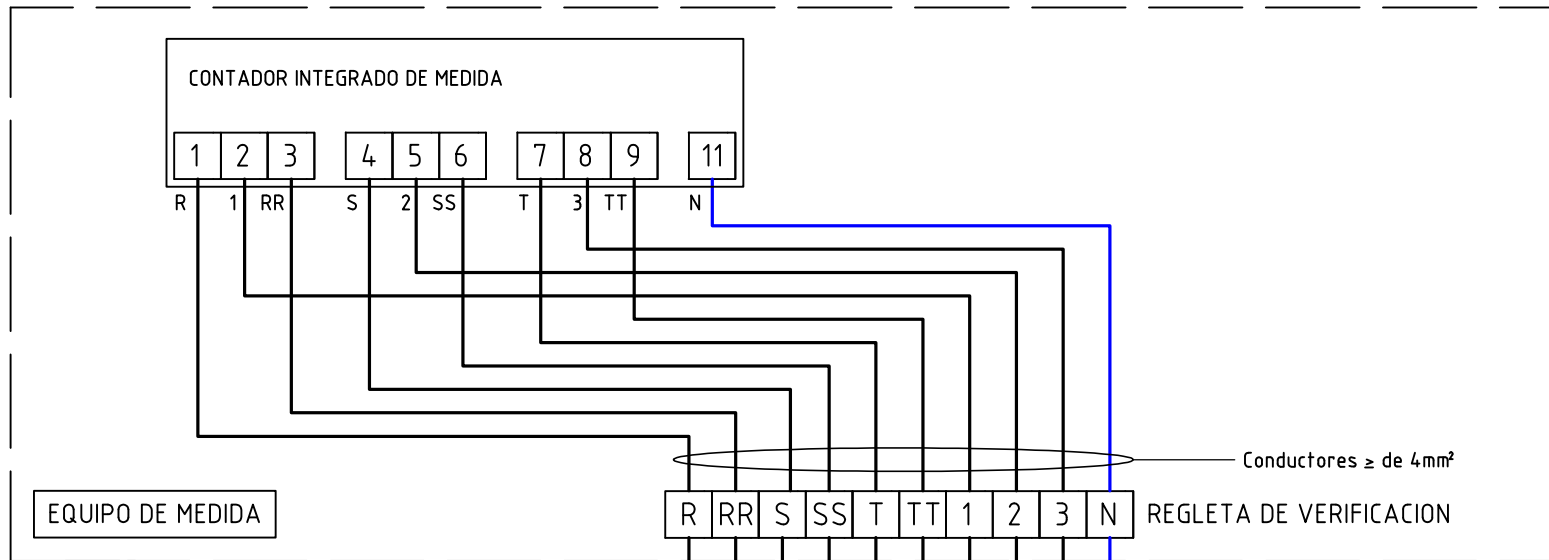 CONTADOR INTEGRADO DE MEDIDA
1 2 3 4 5 6 7 8 9 11
R 1 RR S 2 SS T 3 TT N
Conductores ≥ de 4mm²
EQUIPO DE MEDIDA
R RR S SS T TT 1 2 3 N
REGLETA DE VERIFICACION